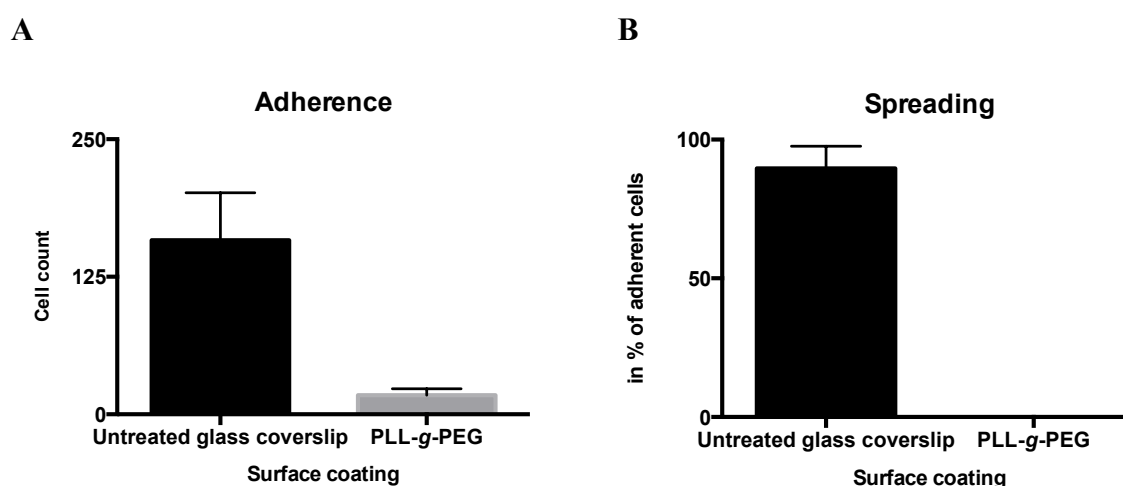 A
Adherence
250
125
0
Cell count
Untreated glass coverslip PLL-g-PEG
Surface coating
B
Spreading
100
50
0
in % of adherent cells
Untreated glass coverslip PLL-g-PEG
Surface coating